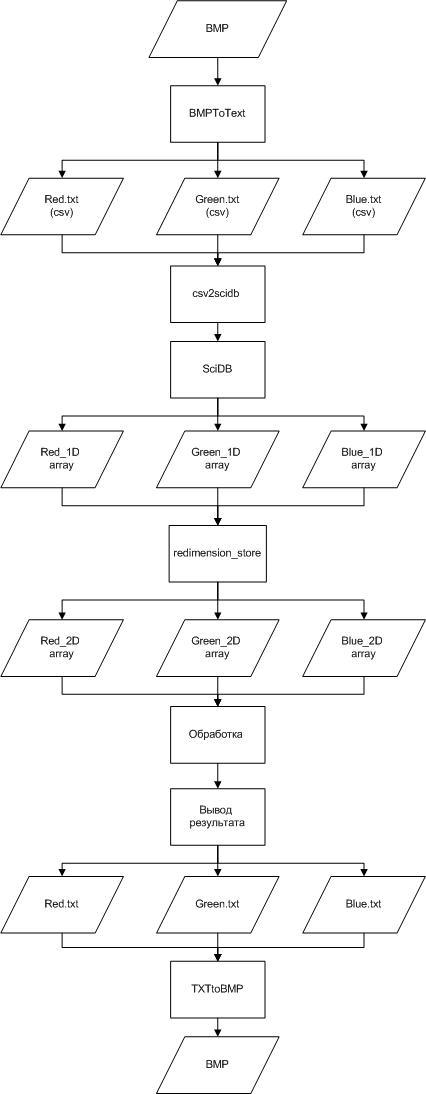 BMP
BMPToText
Red.txt
(csv)
Green.txt
(csv)
Blue.txt
(csv)
csv2scidb
SciDB
Red_1D
array
Green_1D
array
Blue_1D
array
redimension_store
Red_2D
array
Green_2D
array
Blue_2D
array
Обработка
Вывод
результата
Red.txt
Green.txt
Blue.txt
TXTtoBMP
BMP